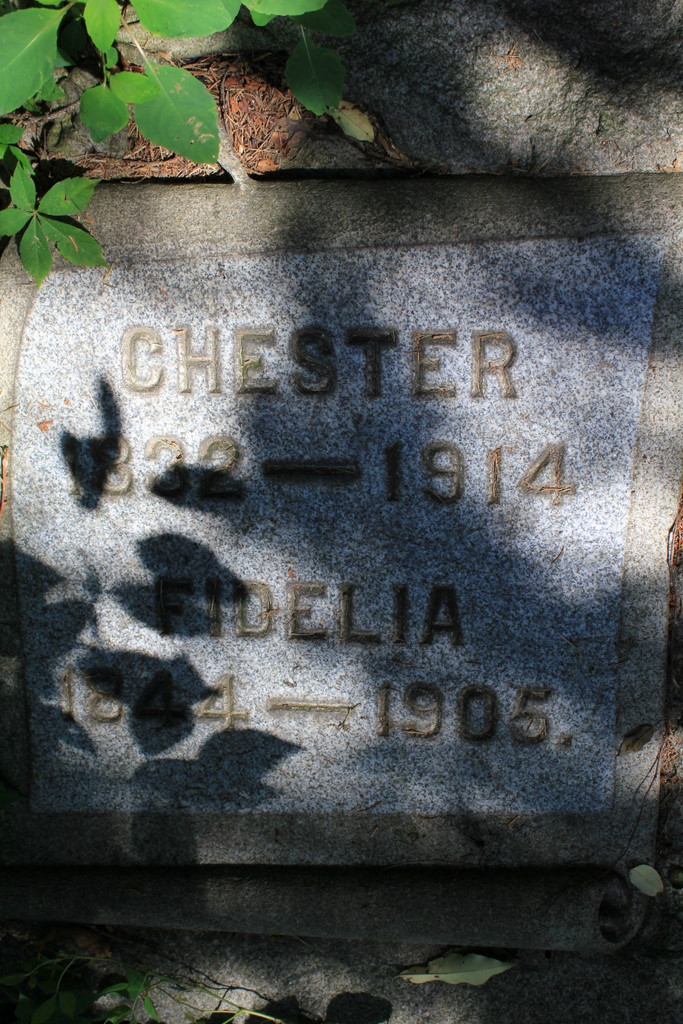 CHESTER
1832 — 1914
FIDELIA
1844 — 1905.